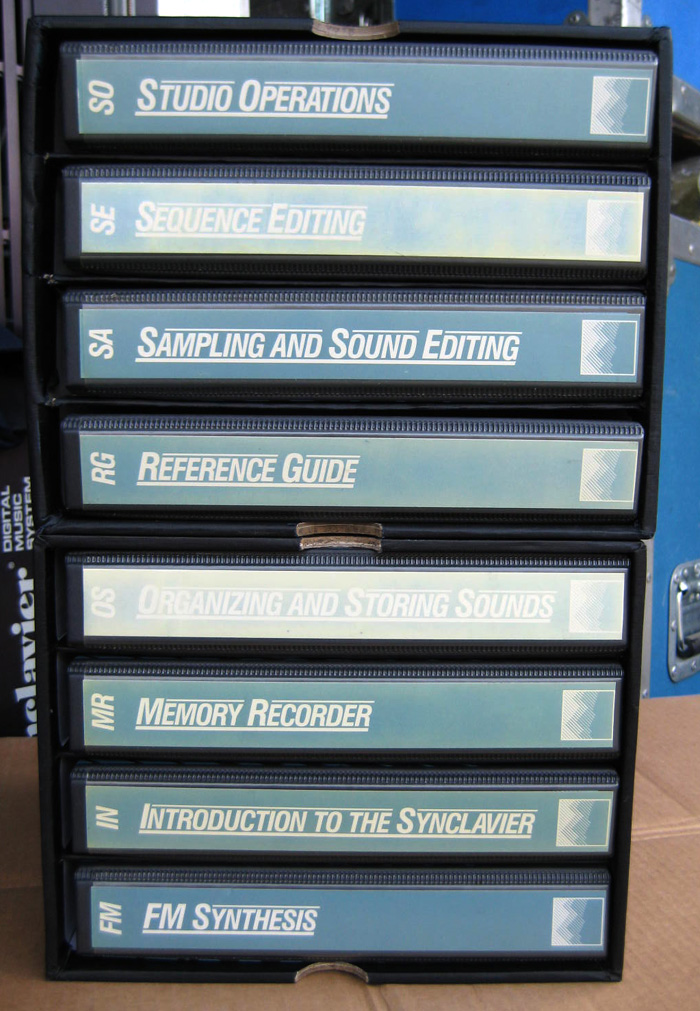 SO STUDIO OPERATIONS
SE SEQUENCE EDITING
SA SAMPLING AND SOUND EDITING
RG REFERENCE GUIDE
OS ORGANIZING AND STORING SOUNDS
MR MEMORY RECORDER
IN INTRODUCTION TO THE SYNCLAVIER
FM FM SYNTHESIS
nclavier®
DIGITAL
MUSIC
SYSTEM